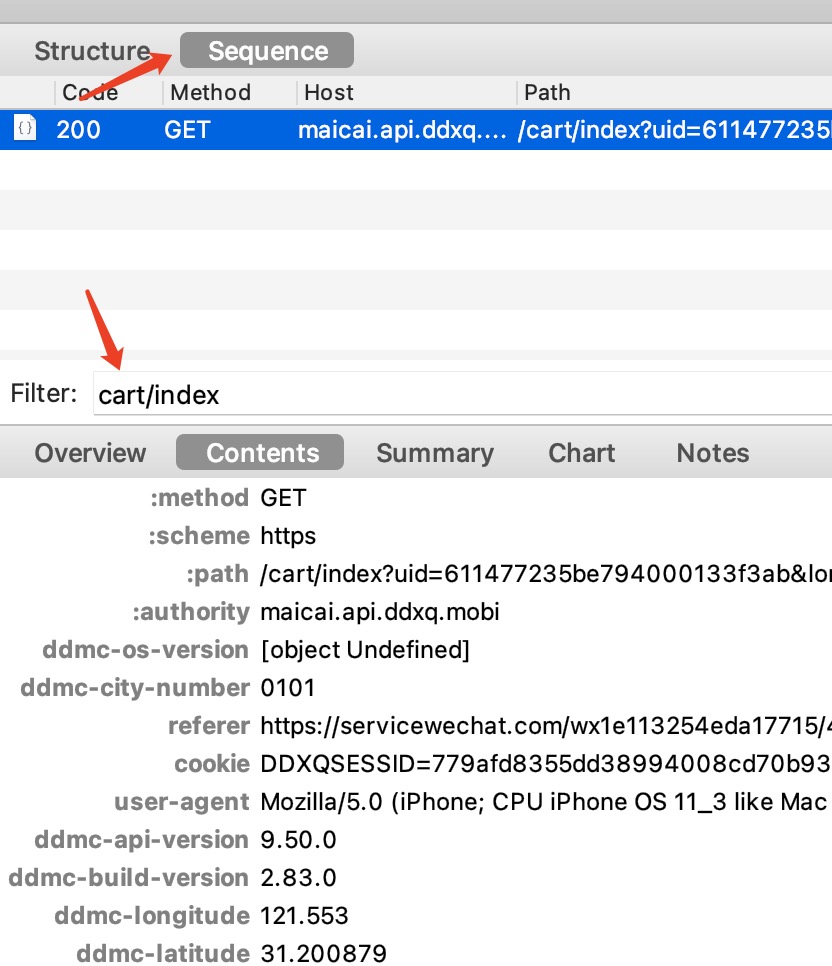 Structure Sequence
Code Method Host Path
{} 200 GET maicai.api.ddxq.... /cart/index?uid=611477235
Filter: cart/index
Overview Contents Summary Chart Notes
:method GET
:scheme https
:path /cart/index?uid=611477235be794000133f3ab&lo
:authority maicai.api.ddxq.mobi
ddmc-os-version [object Undefined]
ddmc-city-number 0101
referer https://servicewechat.com/wx1e113254eda17715/4
cookie DDXQSESSID=779afd8355dd38994008cd70b93
user-agent Mozilla/5.0 (iPhone; CPU iPhone OS 11_3 like Mac
ddmc-api-version 9.50.0
ddmc-build-version 2.83.0
ddmc-longitude 121.553
ddmc-latitude 31.200879